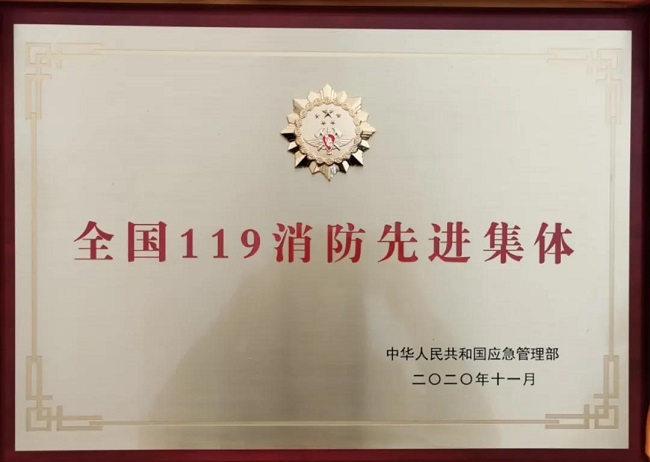 全国119消防先进集体
中华人民共和国应急管理部
二〇二〇年十一月